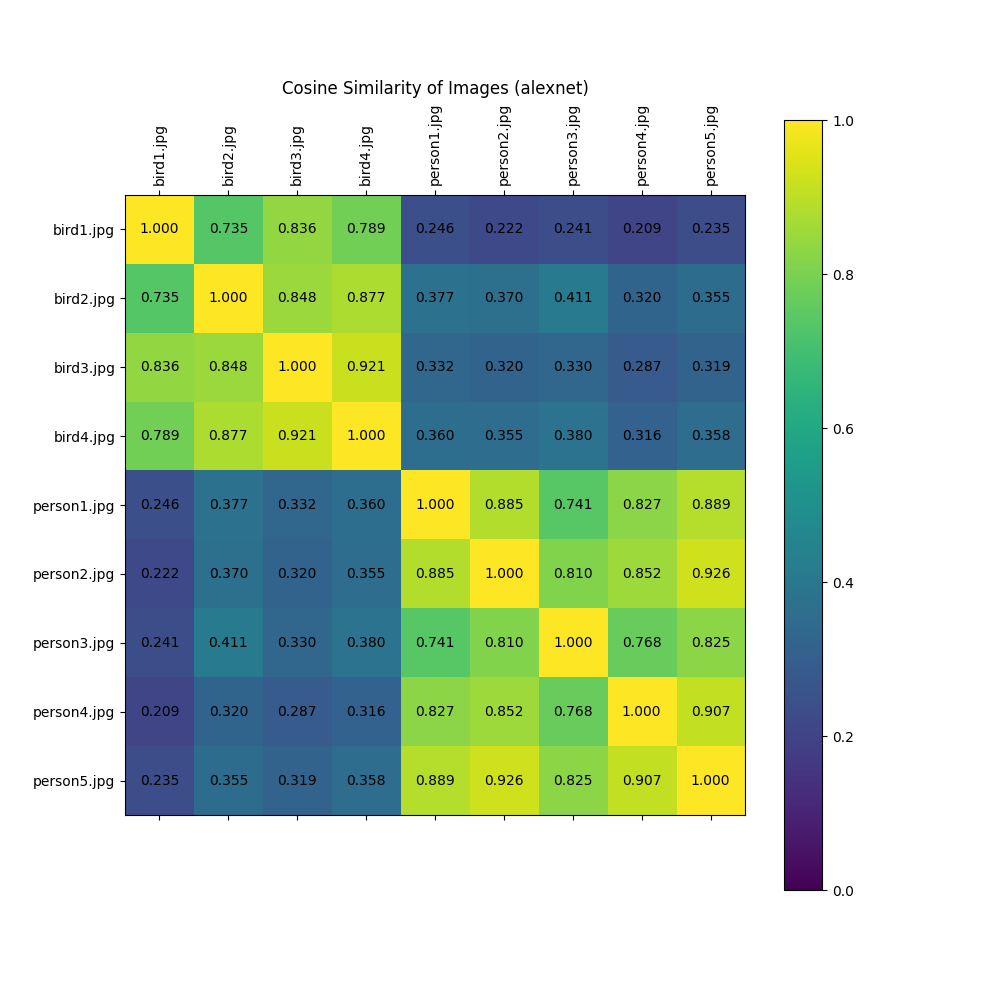 Cosine Similarity of Images (alexnet)
bird1.jpg bird2.jpg bird3.jpg bird4.jpg person1.jpg person2.jpg person3.jpg person4.jpg person5.jpg
bird1.jpg 1.000 0.735 0.836 0.789 0.246 0.222 0.241 0.209 0.235
bird2.jpg 0.735 1.000 0.848 0.877 0.377 0.370 0.411 0.320 0.355
bird3.jpg 0.836 0.848 1.000 0.921 0.332 0.320 0.330 0.287 0.319
bird4.jpg 0.789 0.877 0.921 1.000 0.360 0.355 0.380 0.316 0.358
person1.jpg 0.246 0.377 0.332 0.360 1.000 0.885 0.741 0.827 0.889
person2.jpg 0.222 0.370 0.320 0.355 0.885 1.000 0.810 0.852 0.926
person3.jpg 0.241 0.411 0.330 0.380 0.741 0.810 1.000 0.768 0.825
person4.jpg 0.209 0.320 0.287 0.316 0.827 0.852 0.768 1.000 0.907
person5.jpg 0.235 0.355 0.319 0.358 0.889 0.926 0.825 0.907 1.000
1.0
0.8
0.6
0.4
0.2
0.0